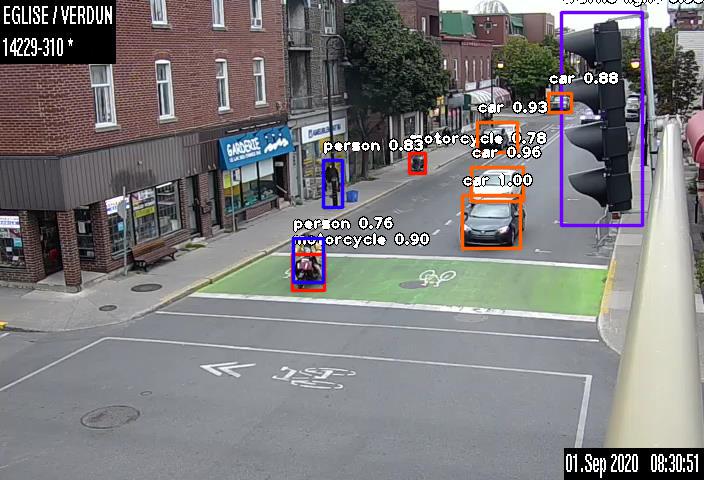 EGLISE / VERDUN
14229-310 *
car 0.88
car 0.93
motorcycle 0.78
person 0.83
car 0.96
car 1.00
GARDERIE
person 0.76
motorcycle 0.90
01.Sep 2020 08:30:51